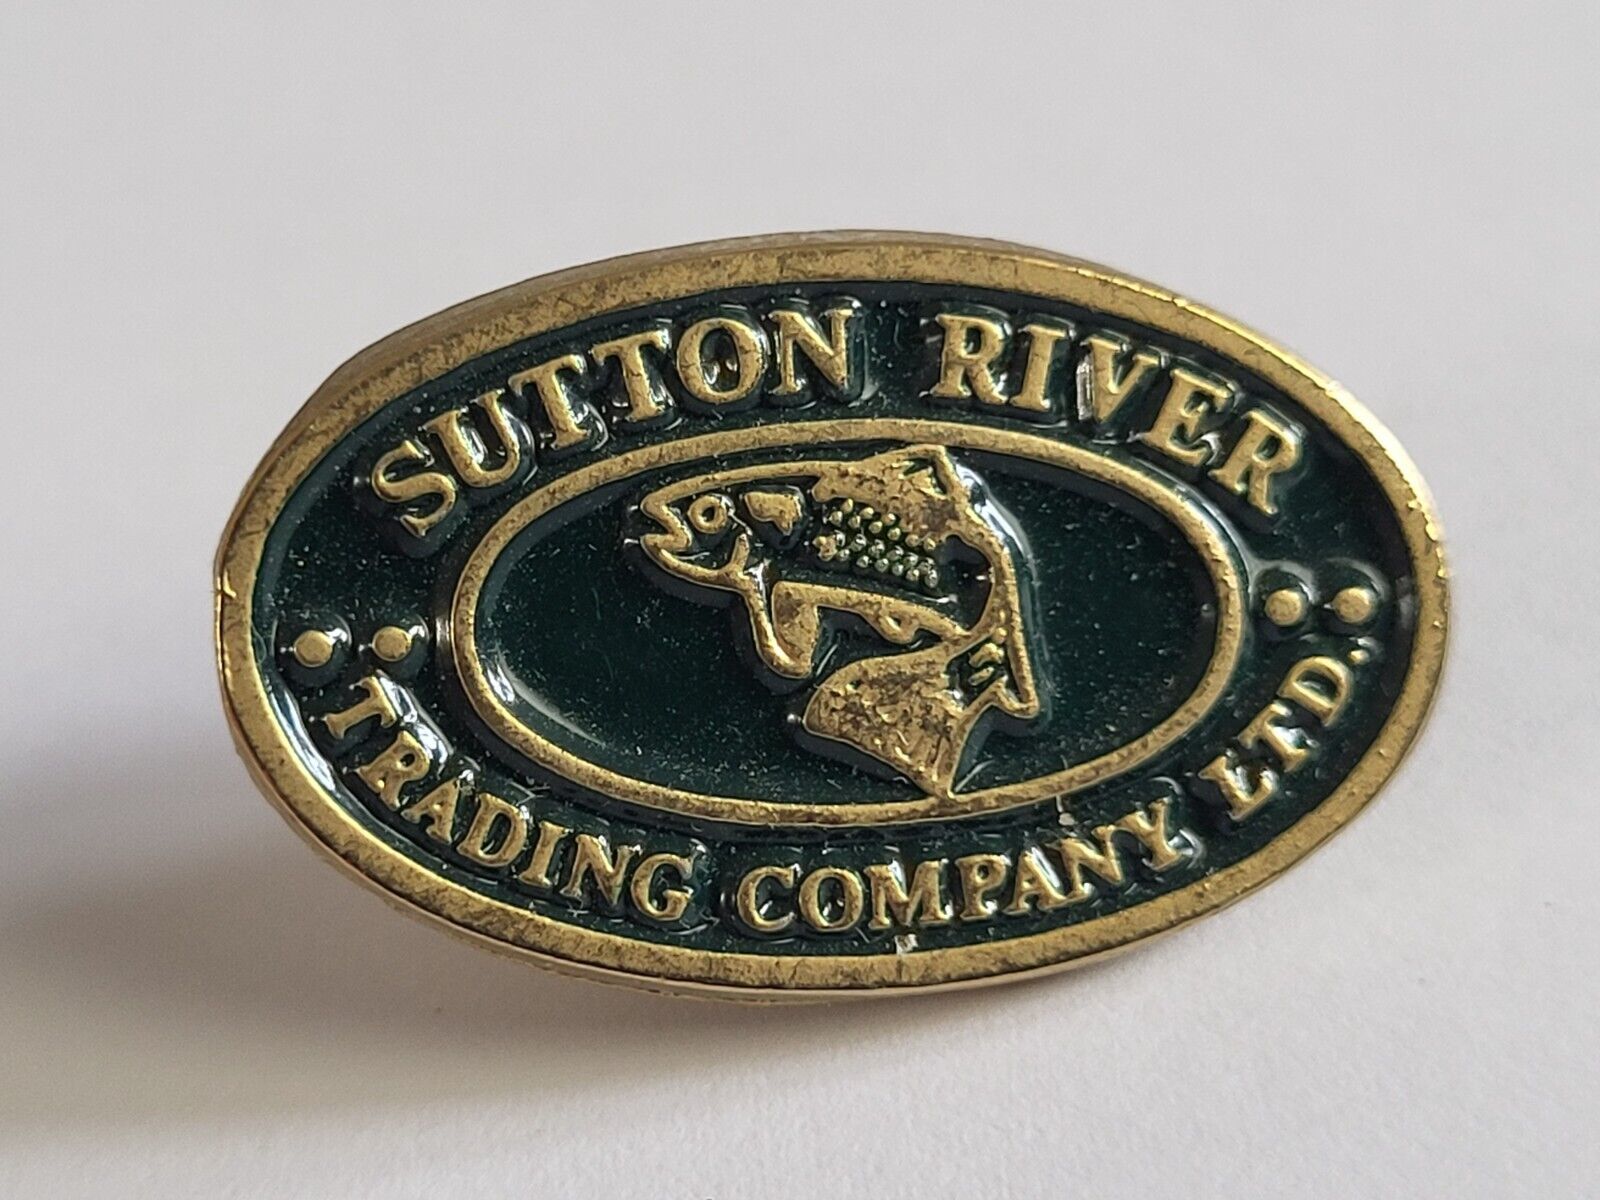 SUTTON RIVER
TRADING COMPANY LTD.